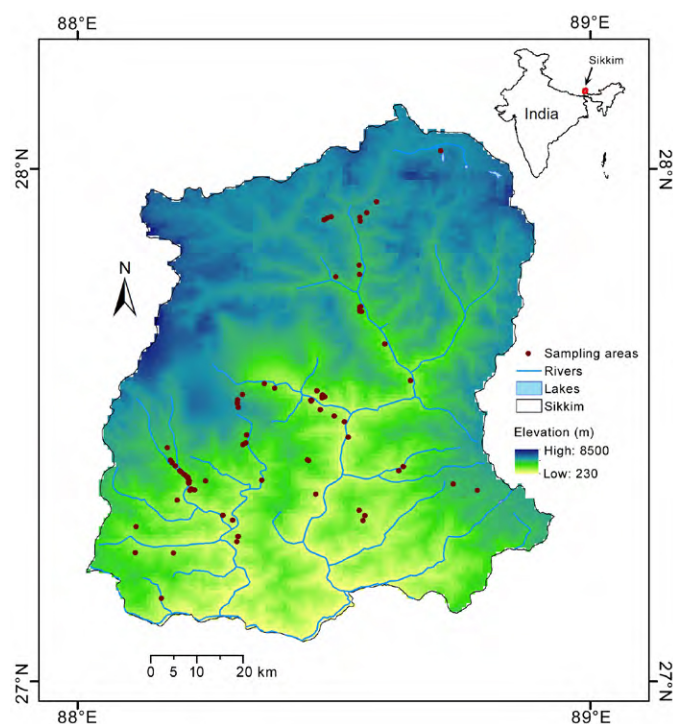 88°E 89°E
Sikkim
India
28°N 28°N
N
Sampling areas
Rivers
Lakes
Sikkim
Elevation (m)
High: 8500
Low: 230
0 5 10 20 km
27°N 27°N
88°E 89°E